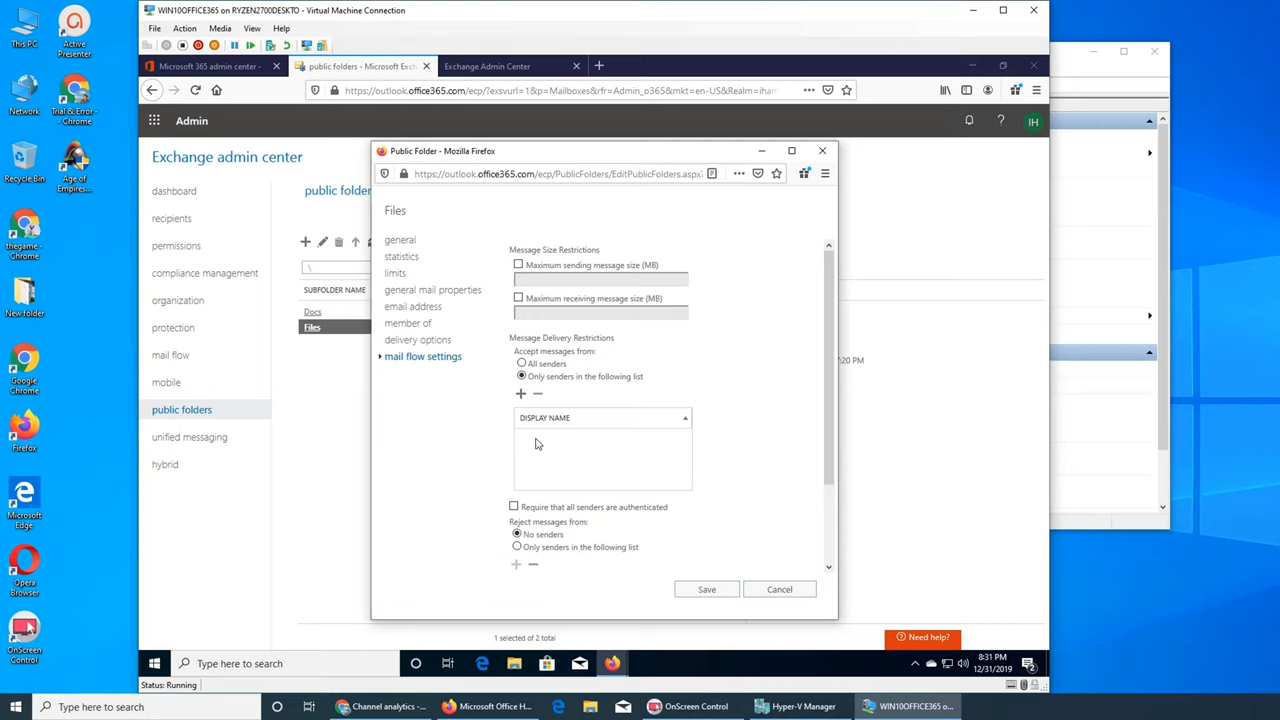 WIN10OFFICE365 on RYZEN2700DESKTO - Virtual Machine Connection
File Action Media View Help
Microsoft 365 admin center -
public folders - Microsoft Exch
Exchange Admin Center
https://outlook.office365.com/ecp/?exsvurl=1&p=Mailboxes&rfr=Admin_o365&mkt=en-US&Realm=iham
Admin
IH
Exchange admin center
dashboard
recipients
permissions
compliance management
organization
protection
mail flow
mobile
public folders
unified messaging
hybrid
public folder
\
SUBFOLDER NAME
Docs
Files
:20 PM
1 selected of 2 total
Need help?
Public Folder - Mozilla Firefox
https://outlook.office365.com/ecp/PublicFolders/EditPublicFolders.aspx?
Files
general
statistics
limits
general mail properties
email address
member of
delivery options
mail flow settings
Message Size Restrictions
Maximum sending message size (MB)
Maximum receiving message size (MB)
Message Delivery Restrictions
Accept messages from:
All senders
Only senders in the following list
DISPLAY NAME
Require that all senders are authenticated
Reject messages from:
No senders
Only senders in the following list
Save
Cancel
Type here to search
8:31 PM
12/31/2019
2
Status: Running
This PC
Active Presenter
Network
Trial & Error - - Chrome
Recycle Bin
Age of Empires...
thegame - Chrome
New folder
Google Chrome
Firefox
Microsoft Edge
Opera Browser
OnScreen Control
Type here to search
Channel analytics -...
Microsoft Office H...
OnScreen Control
Hyper-V Manager
WIN10OFFICE365 o...